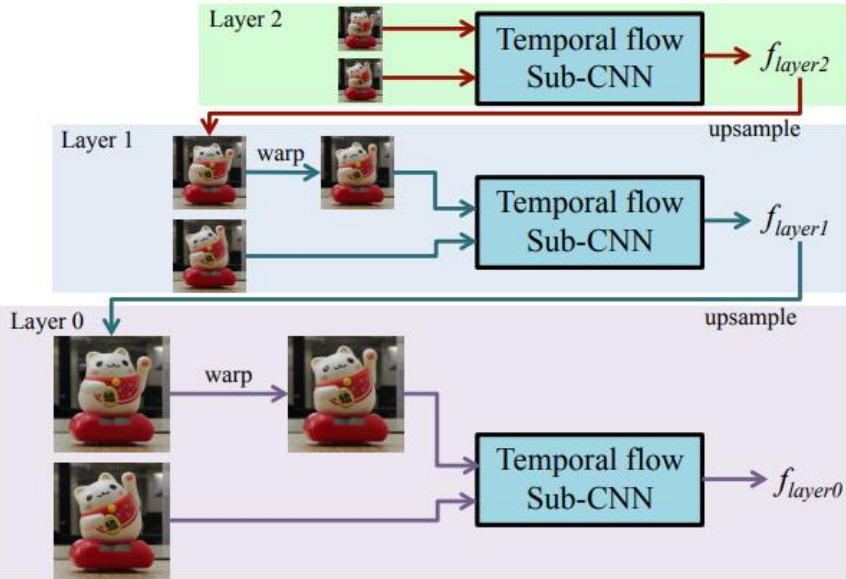 Layer 2
Temporal flow
Sub-CNN
f_layer2
upsample
Layer 1
warp
Temporal flow
Sub-CNN
f_layer1
upsample
Layer 0
warp
Temporal flow
Sub-CNN
f_layer0